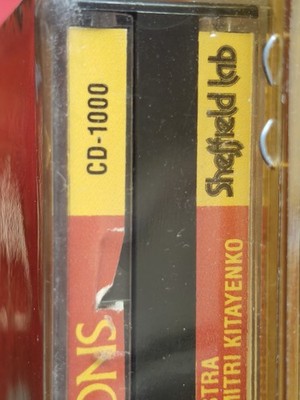 CD-1000
ONS
Sheffield lab
STRA
MITRI KITAYENKO